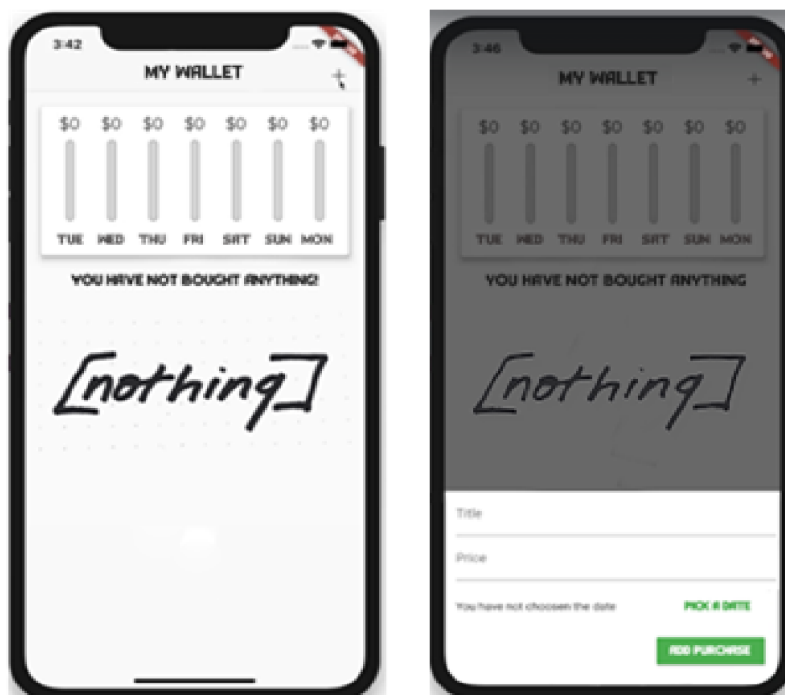 3:42
MY WALLET
+
$0 $0 $0 $0 $0 $0 $0
TUE WED THU FRI SAT SUN MON
YOU HAVE NOT BOUGHT ANYTHING!
[nothing]
3:46
MY WALLET
+
$0 $0 $0 $0 $0 $0 $0
TUE WED THU FRI SAT SUN MON
YOU HAVE NOT BOUGHT ANYTHING
[nothing]
Title
Price
You have not choosen the date
PICK A DATE
ADD PURCHASE